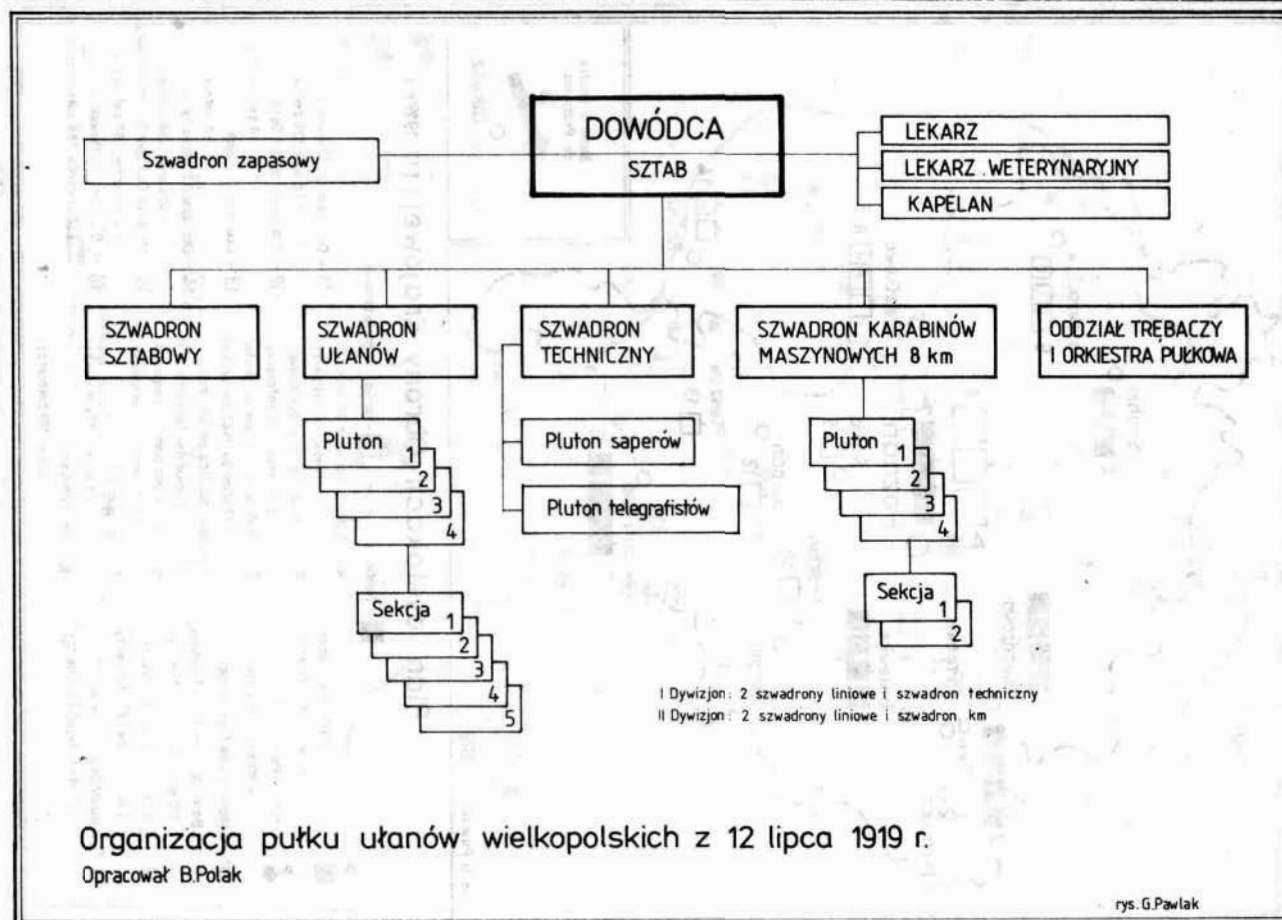 DOWÓDCA
SZTAB
Szwadron zapasowy
LEKARZ
LEKARZ WETERYNARYJNY
KAPELAN
SZWADRON
SZTABOWY
SZWADRON
UŁANÓW
SZWADRON
TECHNICZNY
SZWADRON KARABINÓW
MASZYNOWYCH 8 km
ODDZIAŁ TRĘBACZY
I ORKIESTRA PUŁKOWA
Pluton
1
2
3
4
Sekcja
1
2
3
4
5
Pluton saperów
Pluton telegrafistów
Pluton
1
2
3
4
Sekcja
1
2
I Dywizjon: 2 szwadrony liniowe i szwadron techniczny
II Dywizjon: 2 szwadrony liniowe i szwadron km
Organizacja pułku ułanów wielkopolskich z 12 lipca 1919 r.
Opracował B.Polak
rys. G.Pawlak